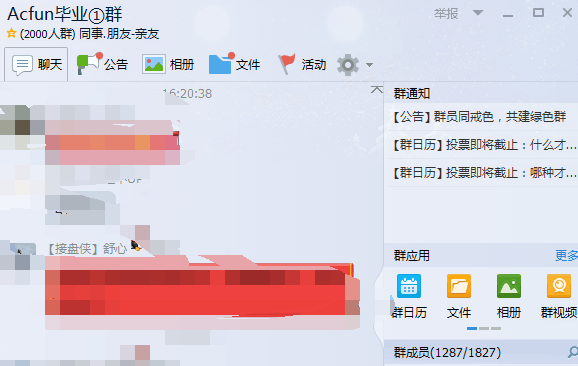 Acfun毕业①群
举报
(2000人群) 同事.朋友-亲友
聊天
公告
相册
文件
活动
16:20:38
【接盘侠】舒心
群通知
【公告】群员同戒色，共建绿色群
【群日历】投票即将截止：什么才...
【群日历】投票即将截止：哪种才...
群应用
更多
群日历
文件
相册
群视频
群成员(1287/1827)